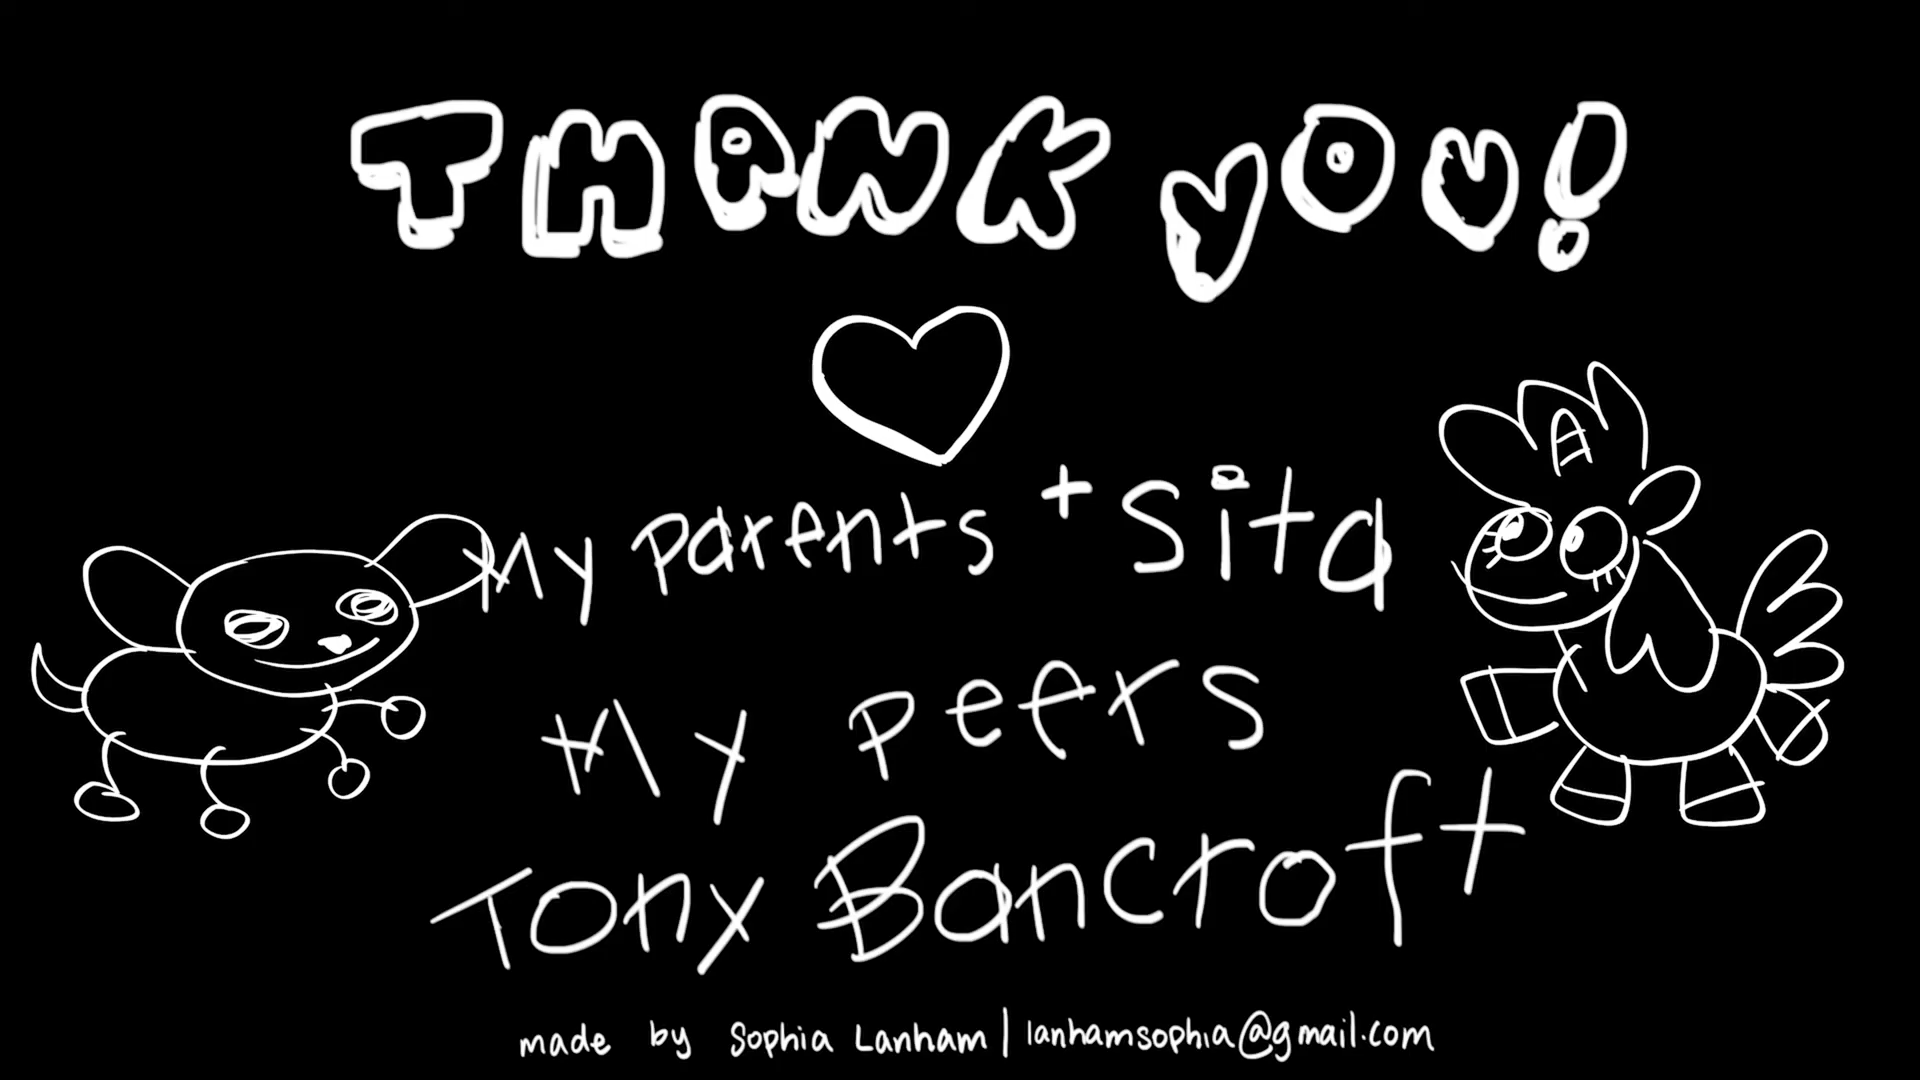 THANK YOU!
My parents + Sita
My peers
Tony Bancroft
made by Sophia Lanham | lanhamsophia@gmail.com